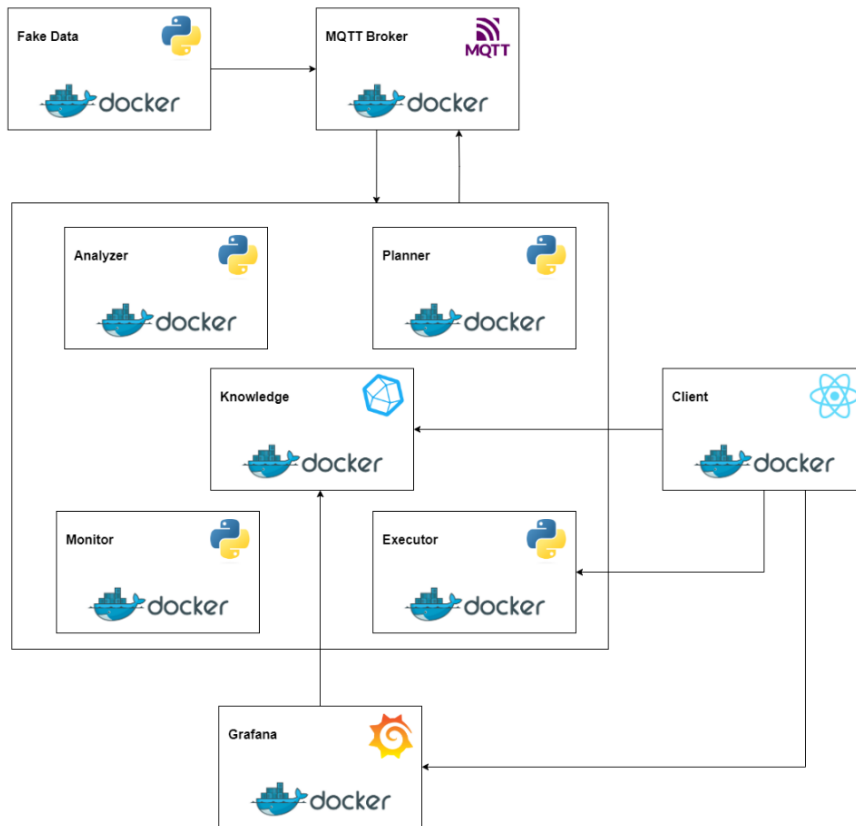 Fake Data
docker
MQTT Broker
MQTT
docker
Analyzer
docker
Planner
docker
Knowledge
docker
Client
docker
Monitor
docker
Executor
docker
Grafana
docker